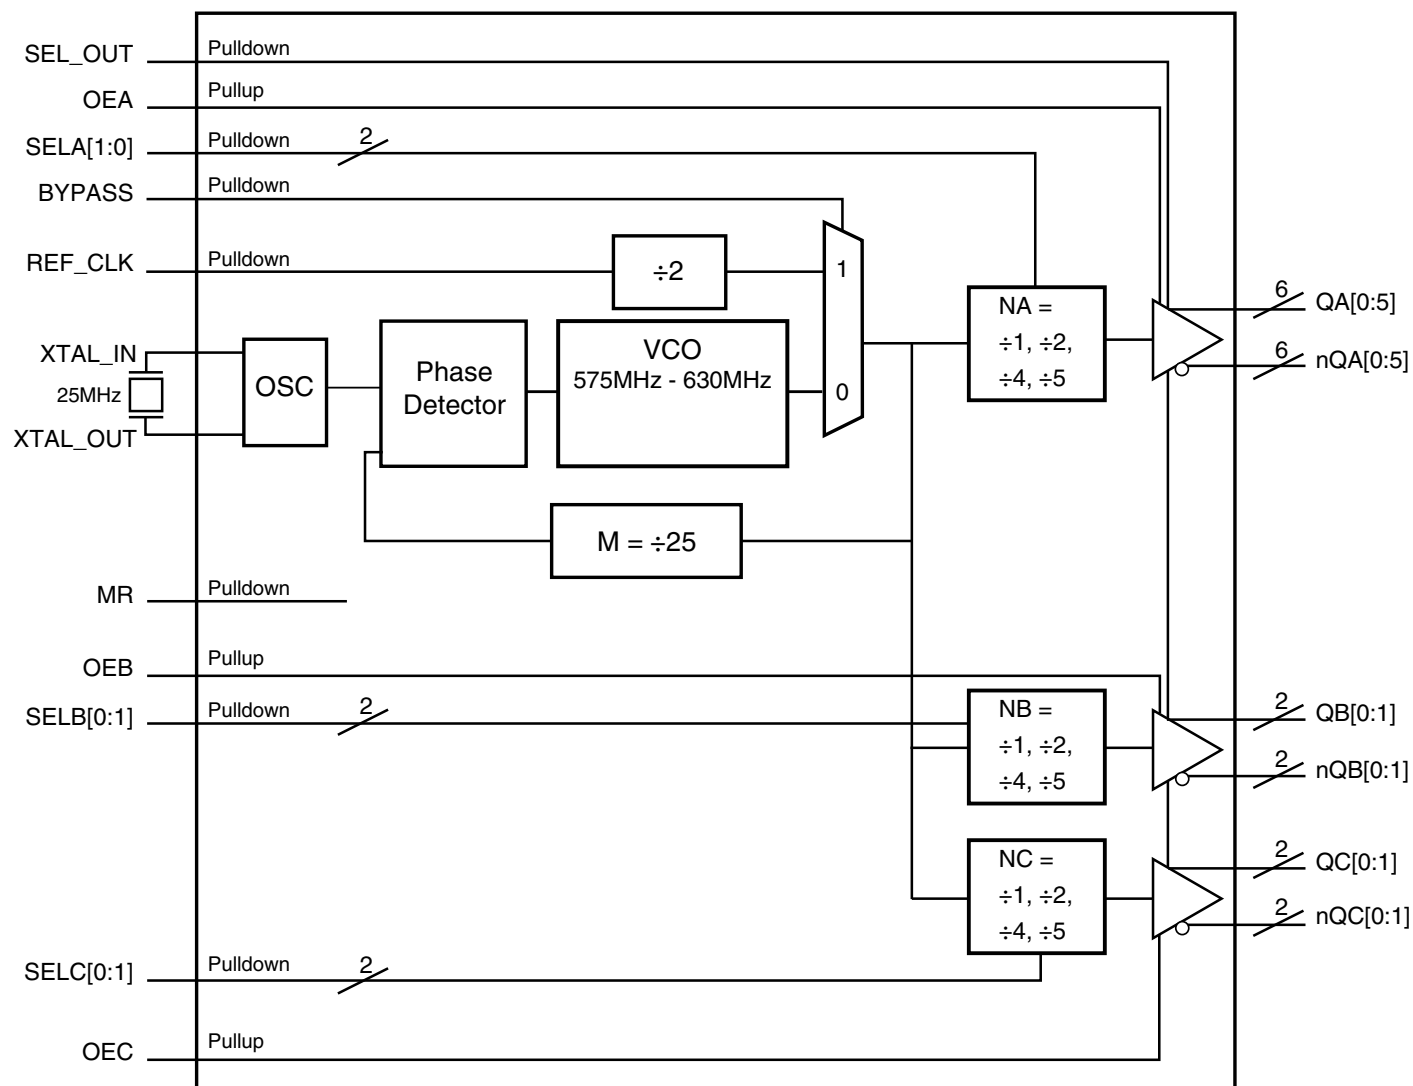 SEL_OUT Pulldown
OEA Pullup
SELA[1:0] Pulldown 2
BYPASS Pulldown
REF_CLK Pulldown ÷2 1
XTAL_IN
25MHz
XTAL_OUT
OSC
Phase
Detector
VCO
575MHz - 630MHz
0
NA =
÷1, ÷2,
÷4, ÷5
6 QA[0:5]
6 nQA[0:5]
M = ÷25
MR Pulldown
OEB Pullup
SELB[0:1] Pulldown 2
NB =
÷1, ÷2,
÷4, ÷5
2 QB[0:1]
2 nQB[0:1]
NC =
÷1, ÷2,
÷4, ÷5
2 QC[0:1]
2 nQC[0:1]
SELC[0:1] Pulldown 2
OEC Pullup